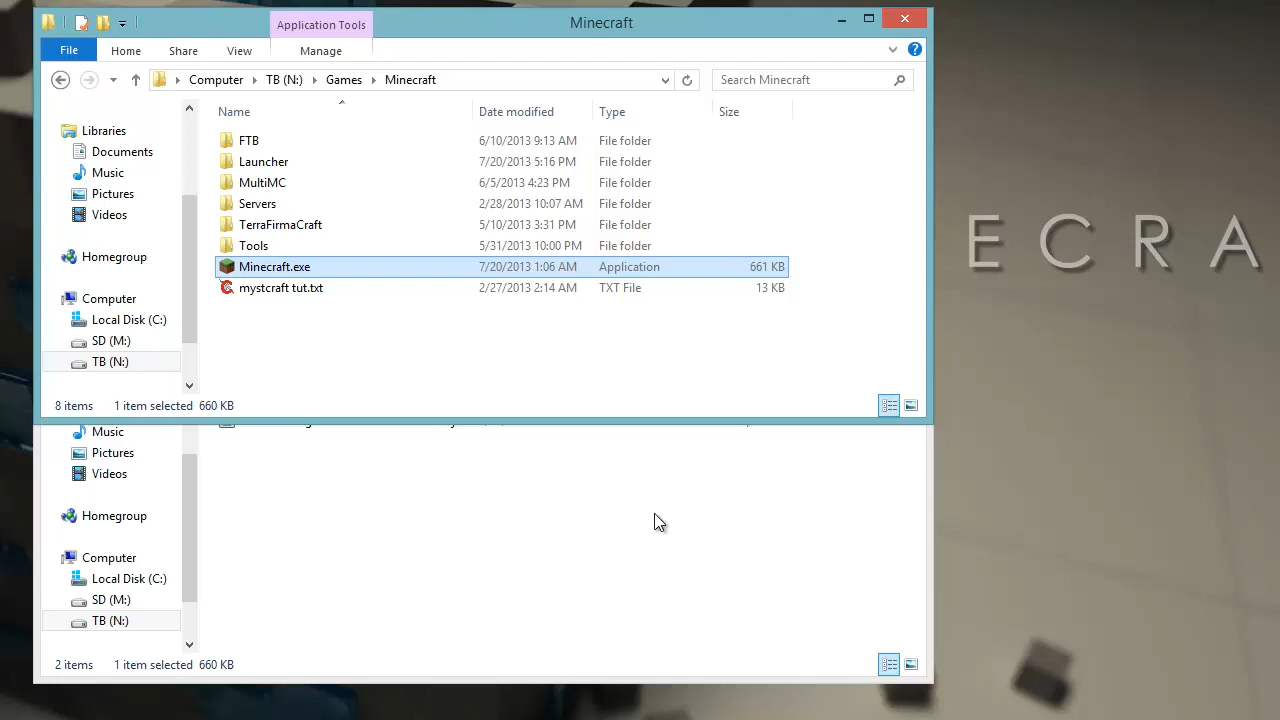 Application Tools
Minecraft
File Home Share View Manage
Computer TB (N:) Games Minecraft
Search Minecraft
Name Date modified Type Size
Libraries
Documents
Music
Pictures
Videos
Homegroup
Computer
Local Disk (C:)
SD (M:)
TB (N:)
FTB 6/10/2013 9:13 AM File folder
Launcher 7/20/2013 5:16 PM File folder
MultiMC 6/5/2013 4:23 PM File folder
Servers 2/28/2013 10:07 AM File folder
TerraFirmaCraft 5/10/2013 3:31 PM File folder
Tools 5/31/2013 10:00 PM File folder
Minecraft.exe 7/20/2013 1:06 AM Application 661 KB
mystcraft tut.txt 2/27/2013 2:14 AM TXT File 13 KB
8 items 1 item selected 660 KB
ECRA
Music
Pictures
Videos
Homegroup
Computer
Local Disk (C:)
SD (M:)
TB (N:)
2 items 1 item selected 660 KB